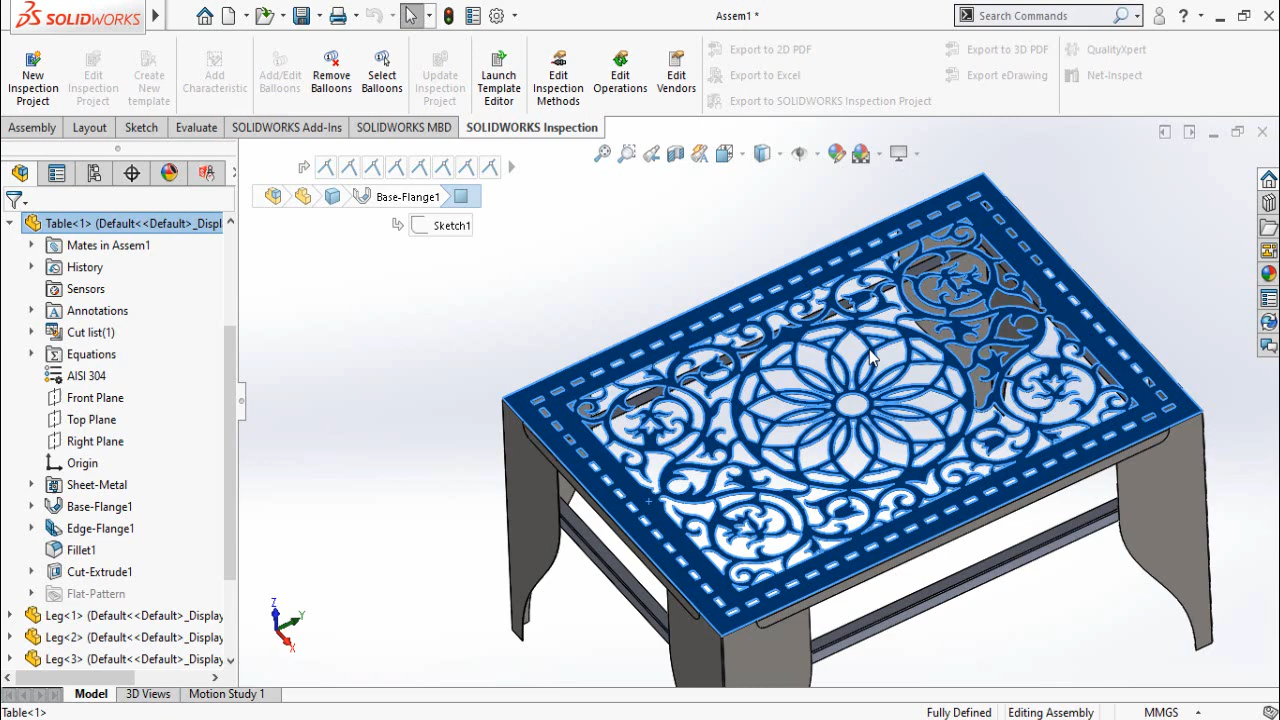 SOLIDWORKS
Assem1 *
Search Commands
?
New Inspection Project
Edit Inspection Project
Create New template
Add Characteristic
Add/Edit Balloons
Remove Balloons
Select Balloons
Update Inspection Project
Launch Template Editor
Edit Inspection Methods
Edit Operations
Edit Vendors
Export to 2D PDF
Export to Excel
Export to SOLIDWORKS Inspection Project
Export to 3D PDF
Export eDrawing
QualityXpert
Net-Inspect
Assembly
Layout
Sketch
Evaluate
SOLIDWORKS Add-Ins
SOLIDWORKS MBD
SOLIDWORKS Inspection
Base-Flange1
Sketch1
Table<1> (Default<<Default>_Displ
Mates in Assem1
History
Sensors
Annotations
Cut list(1)
Equations
AISI 304
Front Plane
Top Plane
Right Plane
Origin
Sheet-Metal
Base-Flange1
Edge-Flange1
Fillet1
Cut-Extrude1
Flat-Pattern
Leg<1> (Default<<Default>_Display
Leg<2> (Default<<Default>_Display
Leg<3> (Default<<Default>_Display
Z
Y
X
Model
3D Views
Motion Study 1
Table<1>
Fully Defined
Editing Assembly
MMGS